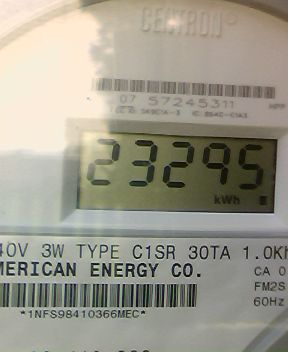 CENTRON
07 57245311
23295
kWh
40V 3W TYPE C1SR 30TA 1.0Kh
MERICAN ENERGY CO.
CA 0
FM2S
60Hz
*1NFS98410366MEC*